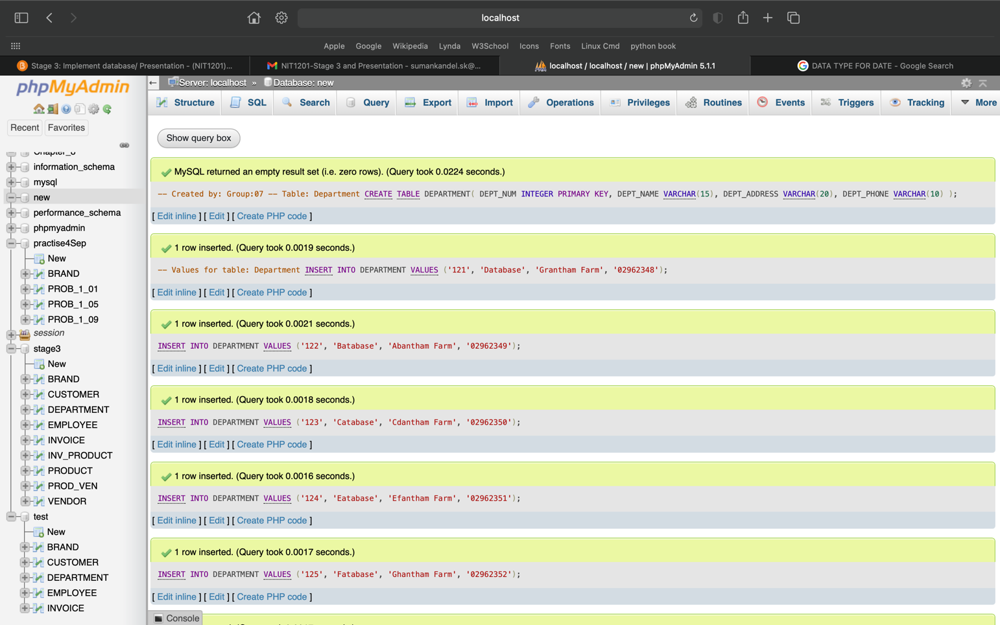 localhost
Apple Google Wikipedia Lynda W3School Icons Fonts Linux Cmd python book
Stage 3: Implement database/ Presentation - (NIT1201)...
NIT1201-Stage 3 and Presentation - sumankandel.sk@...
localhost / localhost / new | phpMyAdmin 5.1.1
DATA TYPE FOR DATE - Google Search
phpMyAdmin
Recent Favorites
Chapter_8
information_schema
mysql
new
performance_schema
phpmyadmin
practise4Sep
New
BRAND
PROB_1_01
PROB_1_05
PROB_1_09
session
stage3
New
BRAND
CUSTOMER
DEPARTMENT
EMPLOYEE
INVOICE
INV_PRODUCT
PRODUCT
PROD_VEN
VENDOR
test
New
BRAND
CUSTOMER
DEPARTMENT
EMPLOYEE
INVOICE
Server: localhost » Database: new
Structure SQL Search Query Export Import Operations Privileges Routines Events Triggers Tracking More
Show query box
MySQL returned an empty result set (i.e. zero rows). (Query took 0.0224 seconds.)
-- Created by: Group:07 -- Table: Department CREATE TABLE DEPARTMENT( DEPT_NUM INTEGER PRIMARY KEY, DEPT_NAME VARCHAR(15), DEPT_ADDRESS VARCHAR(20), DEPT_PHONE VARCHAR(10) );
[ Edit inline ] [ Edit ] [ Create PHP code ]
1 row inserted. (Query took 0.0019 seconds.)
-- Values for table: Department INSERT INTO DEPARTMENT VALUES ('121', 'Database', 'Grantham Farm', '02962348');
[ Edit inline ] [ Edit ] [ Create PHP code ]
1 row inserted. (Query took 0.0021 seconds.)
INSERT INTO DEPARTMENT VALUES ('122', 'Batabase', 'Abantham Farm', '02962349');
[ Edit inline ] [ Edit ] [ Create PHP code ]
1 row inserted. (Query took 0.0018 seconds.)
INSERT INTO DEPARTMENT VALUES ('123', 'Catabase', 'Cdantham Farm', '02962350');
[ Edit inline ] [ Edit ] [ Create PHP code ]
1 row inserted. (Query took 0.0016 seconds.)
INSERT INTO DEPARTMENT VALUES ('124', 'Eatabase', 'Efantham Farm', '02962351');
[ Edit inline ] [ Edit ] [ Create PHP code ]
1 row inserted. (Query took 0.0017 seconds.)
INSERT INTO DEPARTMENT VALUES ('125', 'Fatabase', 'Ghantham Farm', '02962352');
[ Edit inline ] [ Edit ] [ Create PHP code ]
Console